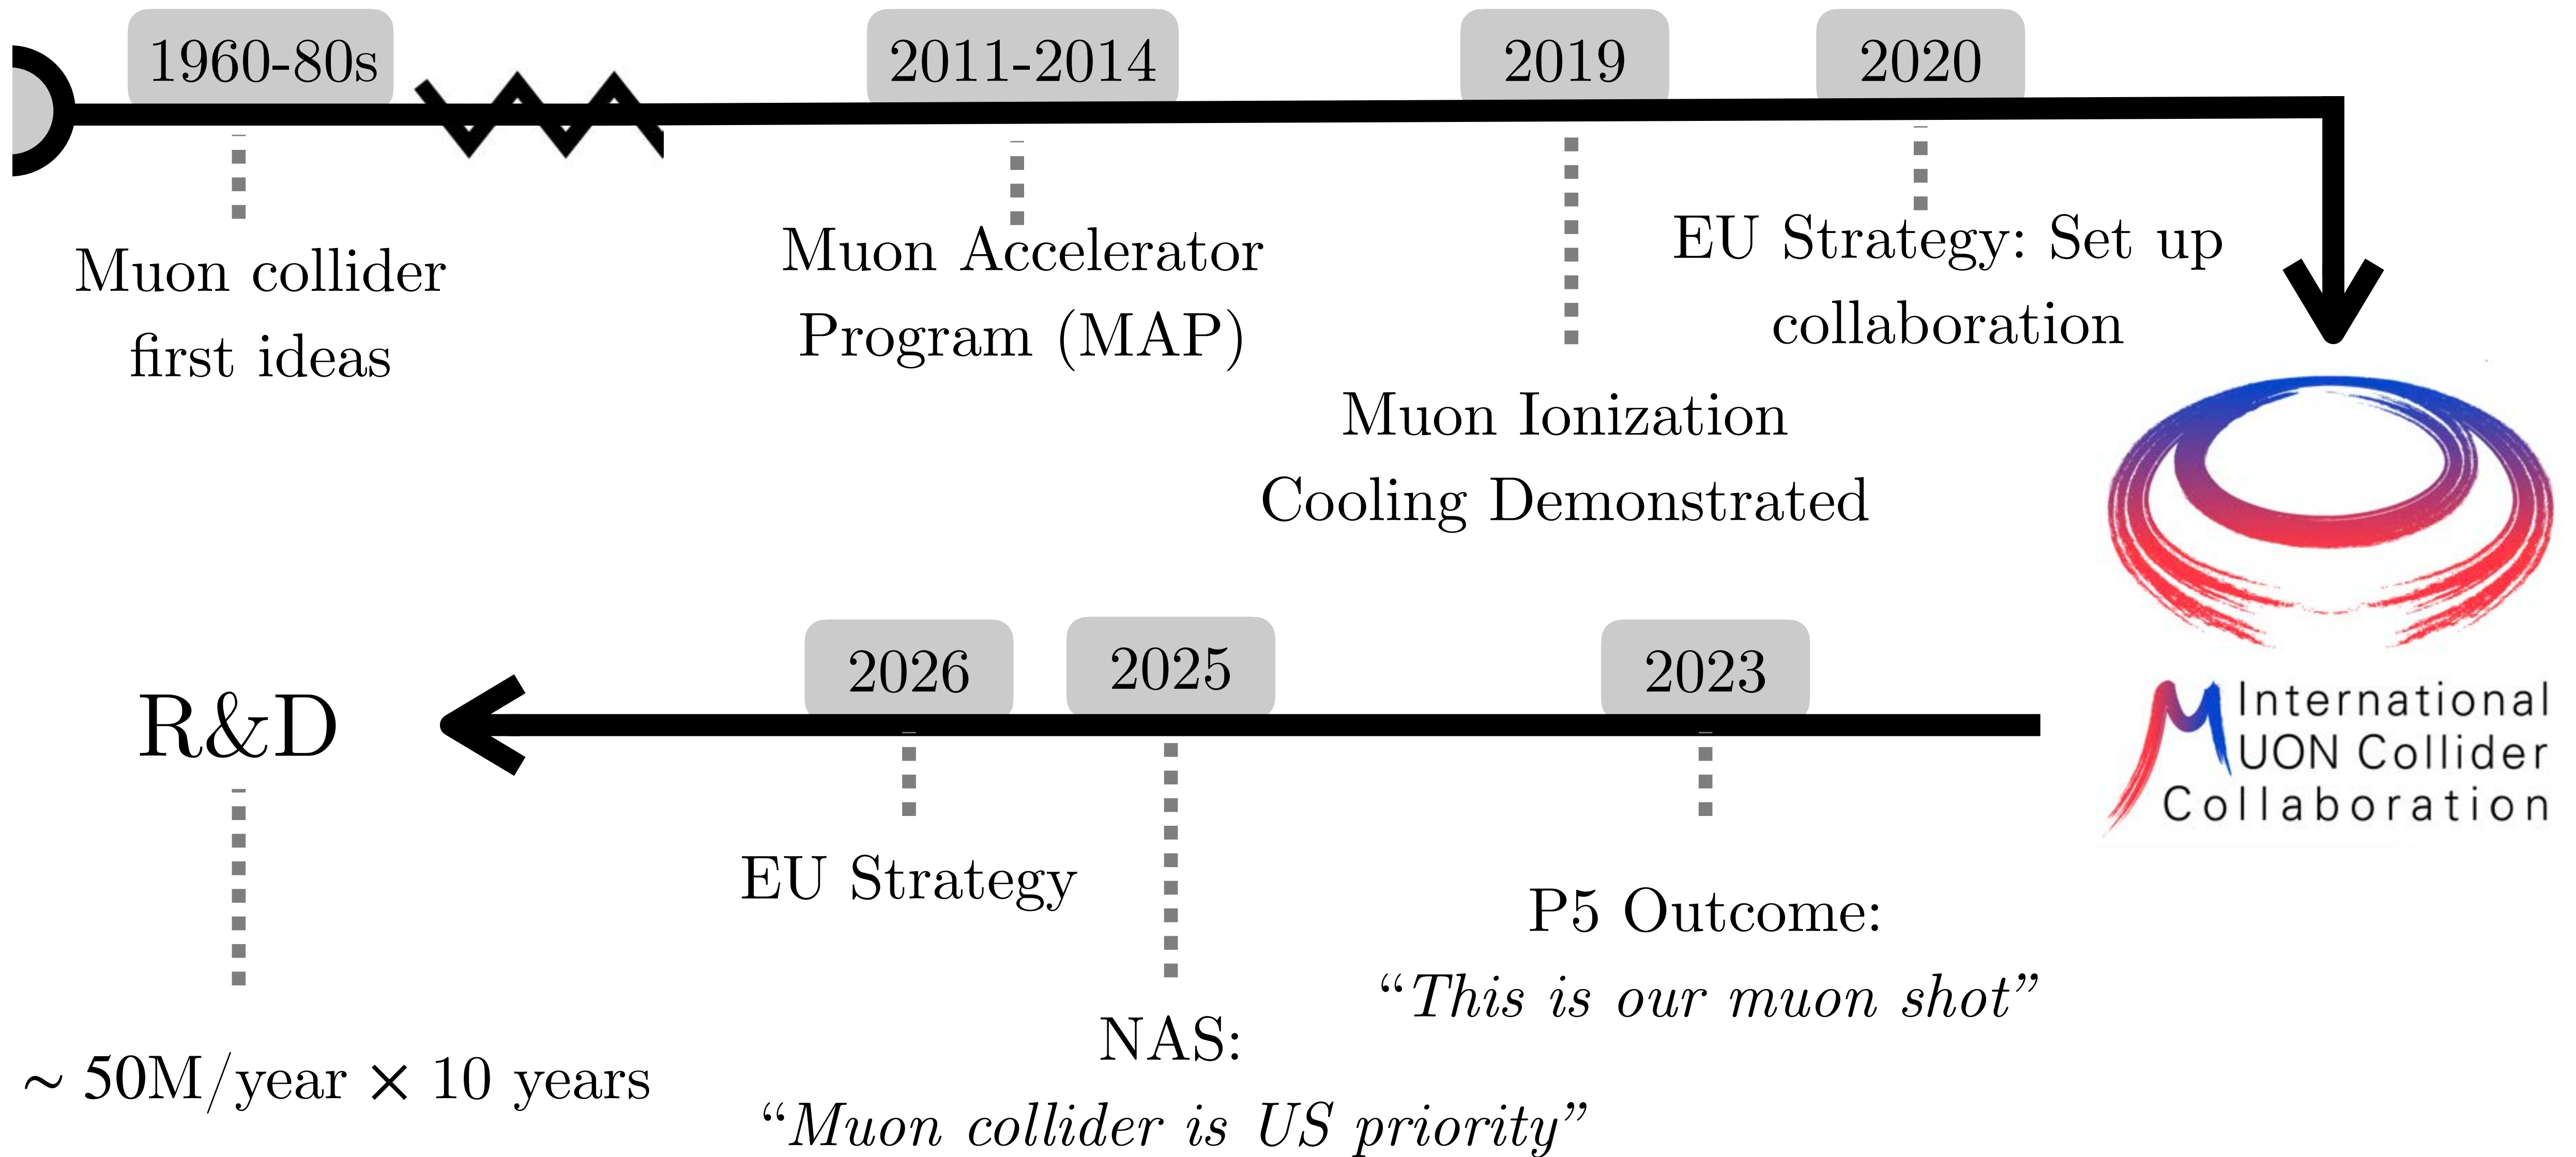 1960-80s
2011-2014
2019
2020
Muon collider
first ideas
Muon Accelerator
Program (MAP)
Muon Ionization
Cooling Demonstrated
EU Strategy: Set up
collaboration
International
MUON Collider
Collaboration
2023
2025
2026
P5 Outcome:
“This is our muon shot”
NAS:
“Muon collider is US priority”
EU Strategy
R&D
~ 50M/year × 10 years